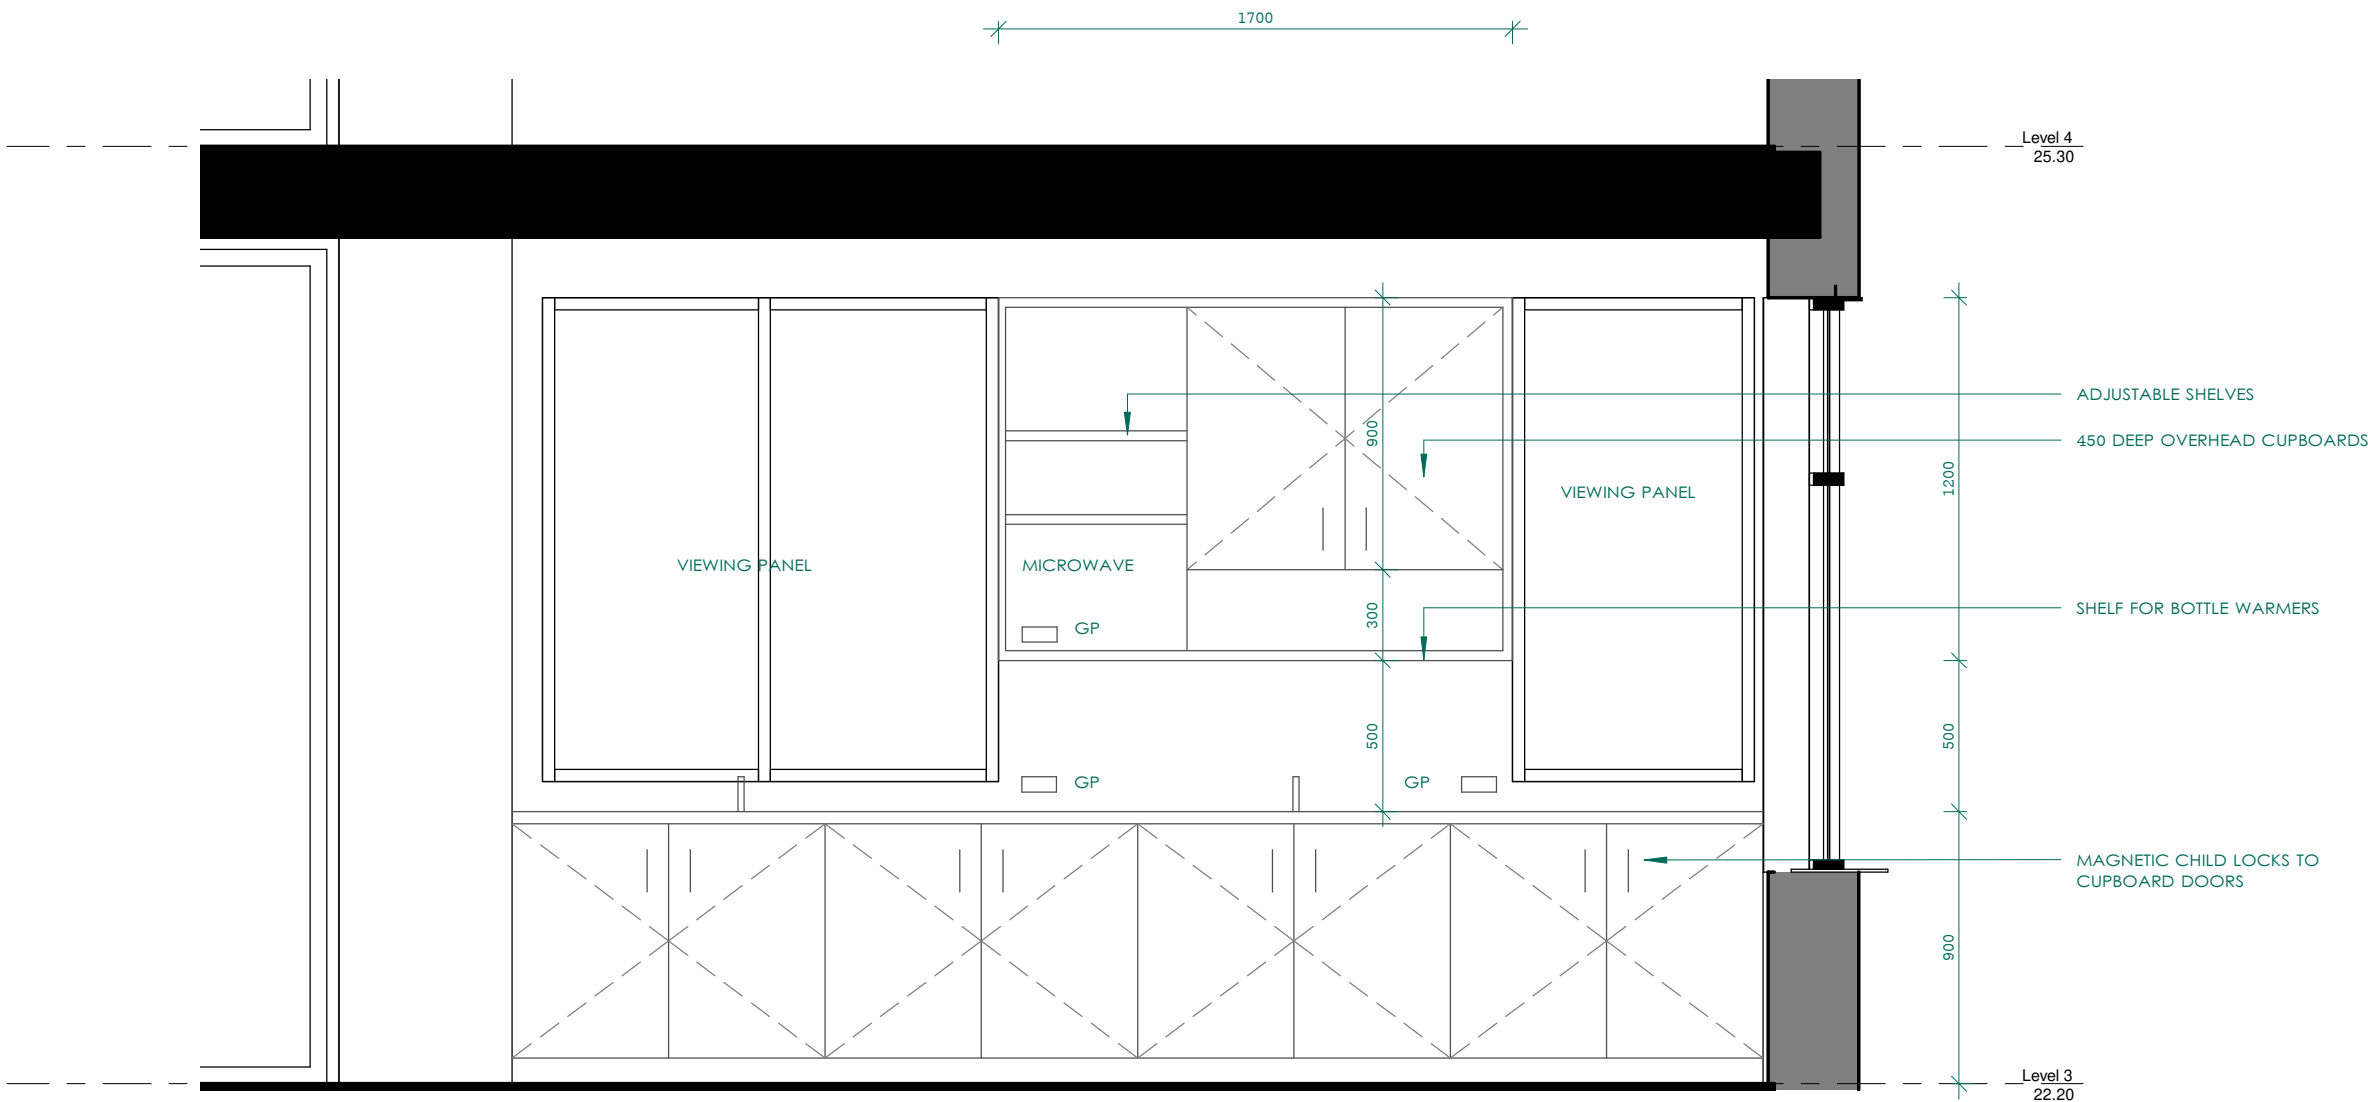 1700
Level 4
25.30
ADJUSTABLE SHELVES
900
450 DEEP OVERHEAD CUPBOARDS
1200
VIEWING PANEL
VIEWING PANEL
MICROWAVE
300
SHELF FOR BOTTLE WARMERS
GP
500
500
GP
GP
MAGNETIC CHILD LOCKS TO
CUPBOARD DOORS
900
Level 3
22.20